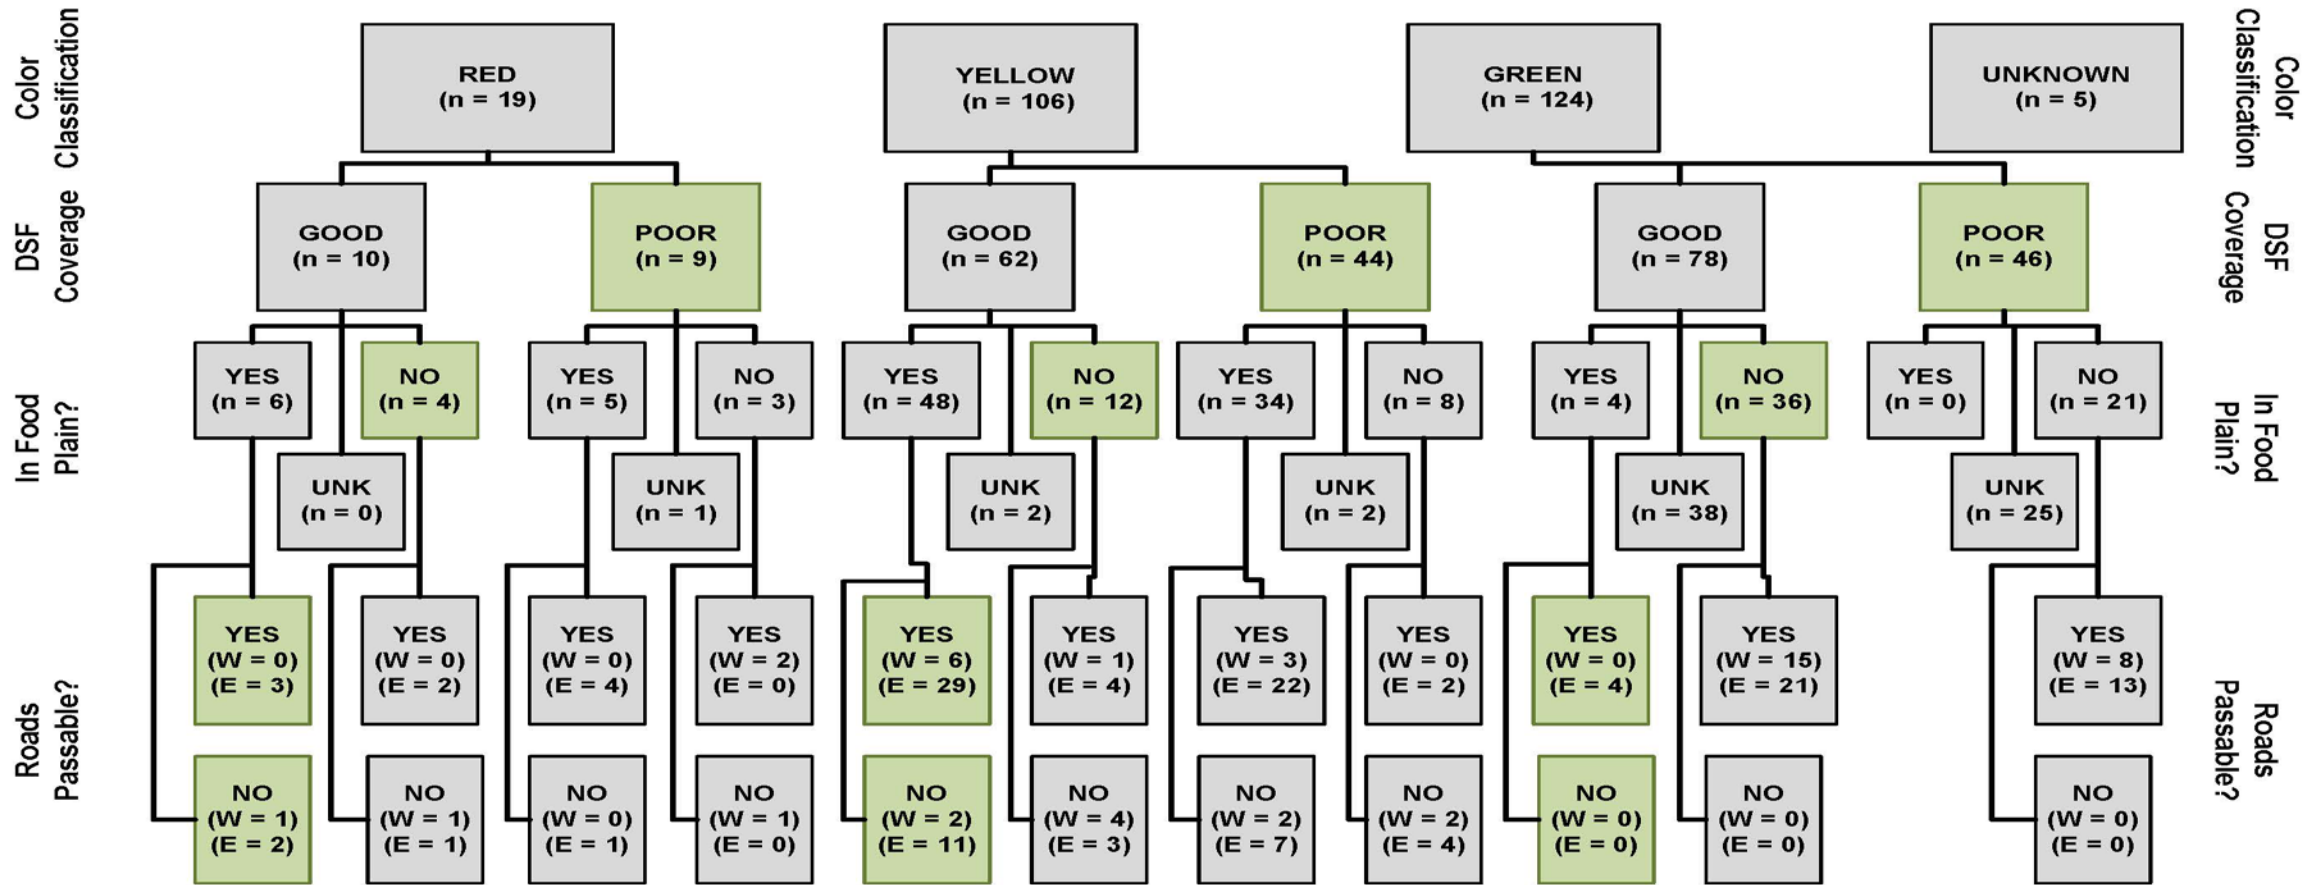 Color
Classification
RED
(n = 19)
YELLOW
(n = 106)
GREEN
(n = 124)
UNKNOWN
(n = 5)
Color
Classification
DSF
Coverage
GOOD
(n = 10)
POOR
(n = 9)
GOOD
(n = 62)
POOR
(n = 44)
GOOD
(n = 78)
POOR
(n = 46)
DSF
Coverage
In Food
Plain?
YES
(n = 6)
NO
(n = 4)
YES
(n = 5)
NO
(n = 3)
YES
(n = 48)
NO
(n = 12)
YES
(n = 34)
NO
(n = 8)
YES
(n = 4)
NO
(n = 36)
YES
(n = 0)
NO
(n = 21)
In Food
Plain?
UNK
(n = 0)
UNK
(n = 1)
UNK
(n = 2)
UNK
(n = 2)
UNK
(n = 38)
UNK
(n = 25)
Roads
Passable?
YES
(W = 0)
(E = 3)
YES
(W = 0)
(E = 2)
YES
(W = 0)
(E = 4)
YES
(W = 2)
(E = 0)
YES
(W = 6)
(E = 29)
YES
(W = 1)
(E = 4)
YES
(W = 3)
(E = 22)
YES
(W = 0)
(E = 2)
YES
(W = 0)
(E = 4)
YES
(W = 15)
(E = 21)
YES
(W = 8)
(E = 13)
Roads
Passable?
NO
(W = 1)
(E = 2)
NO
(W = 1)
(E = 1)
NO
(W = 0)
(E = 1)
NO
(W = 1)
(E = 0)
NO
(W = 2)
(E = 11)
NO
(W = 4)
(E = 3)
NO
(W = 2)
(E = 7)
NO
(W = 2)
(E = 4)
NO
(W = 0)
(E = 0)
NO
(W = 0)
(E = 0)
NO
(W = 0)
(E = 0)